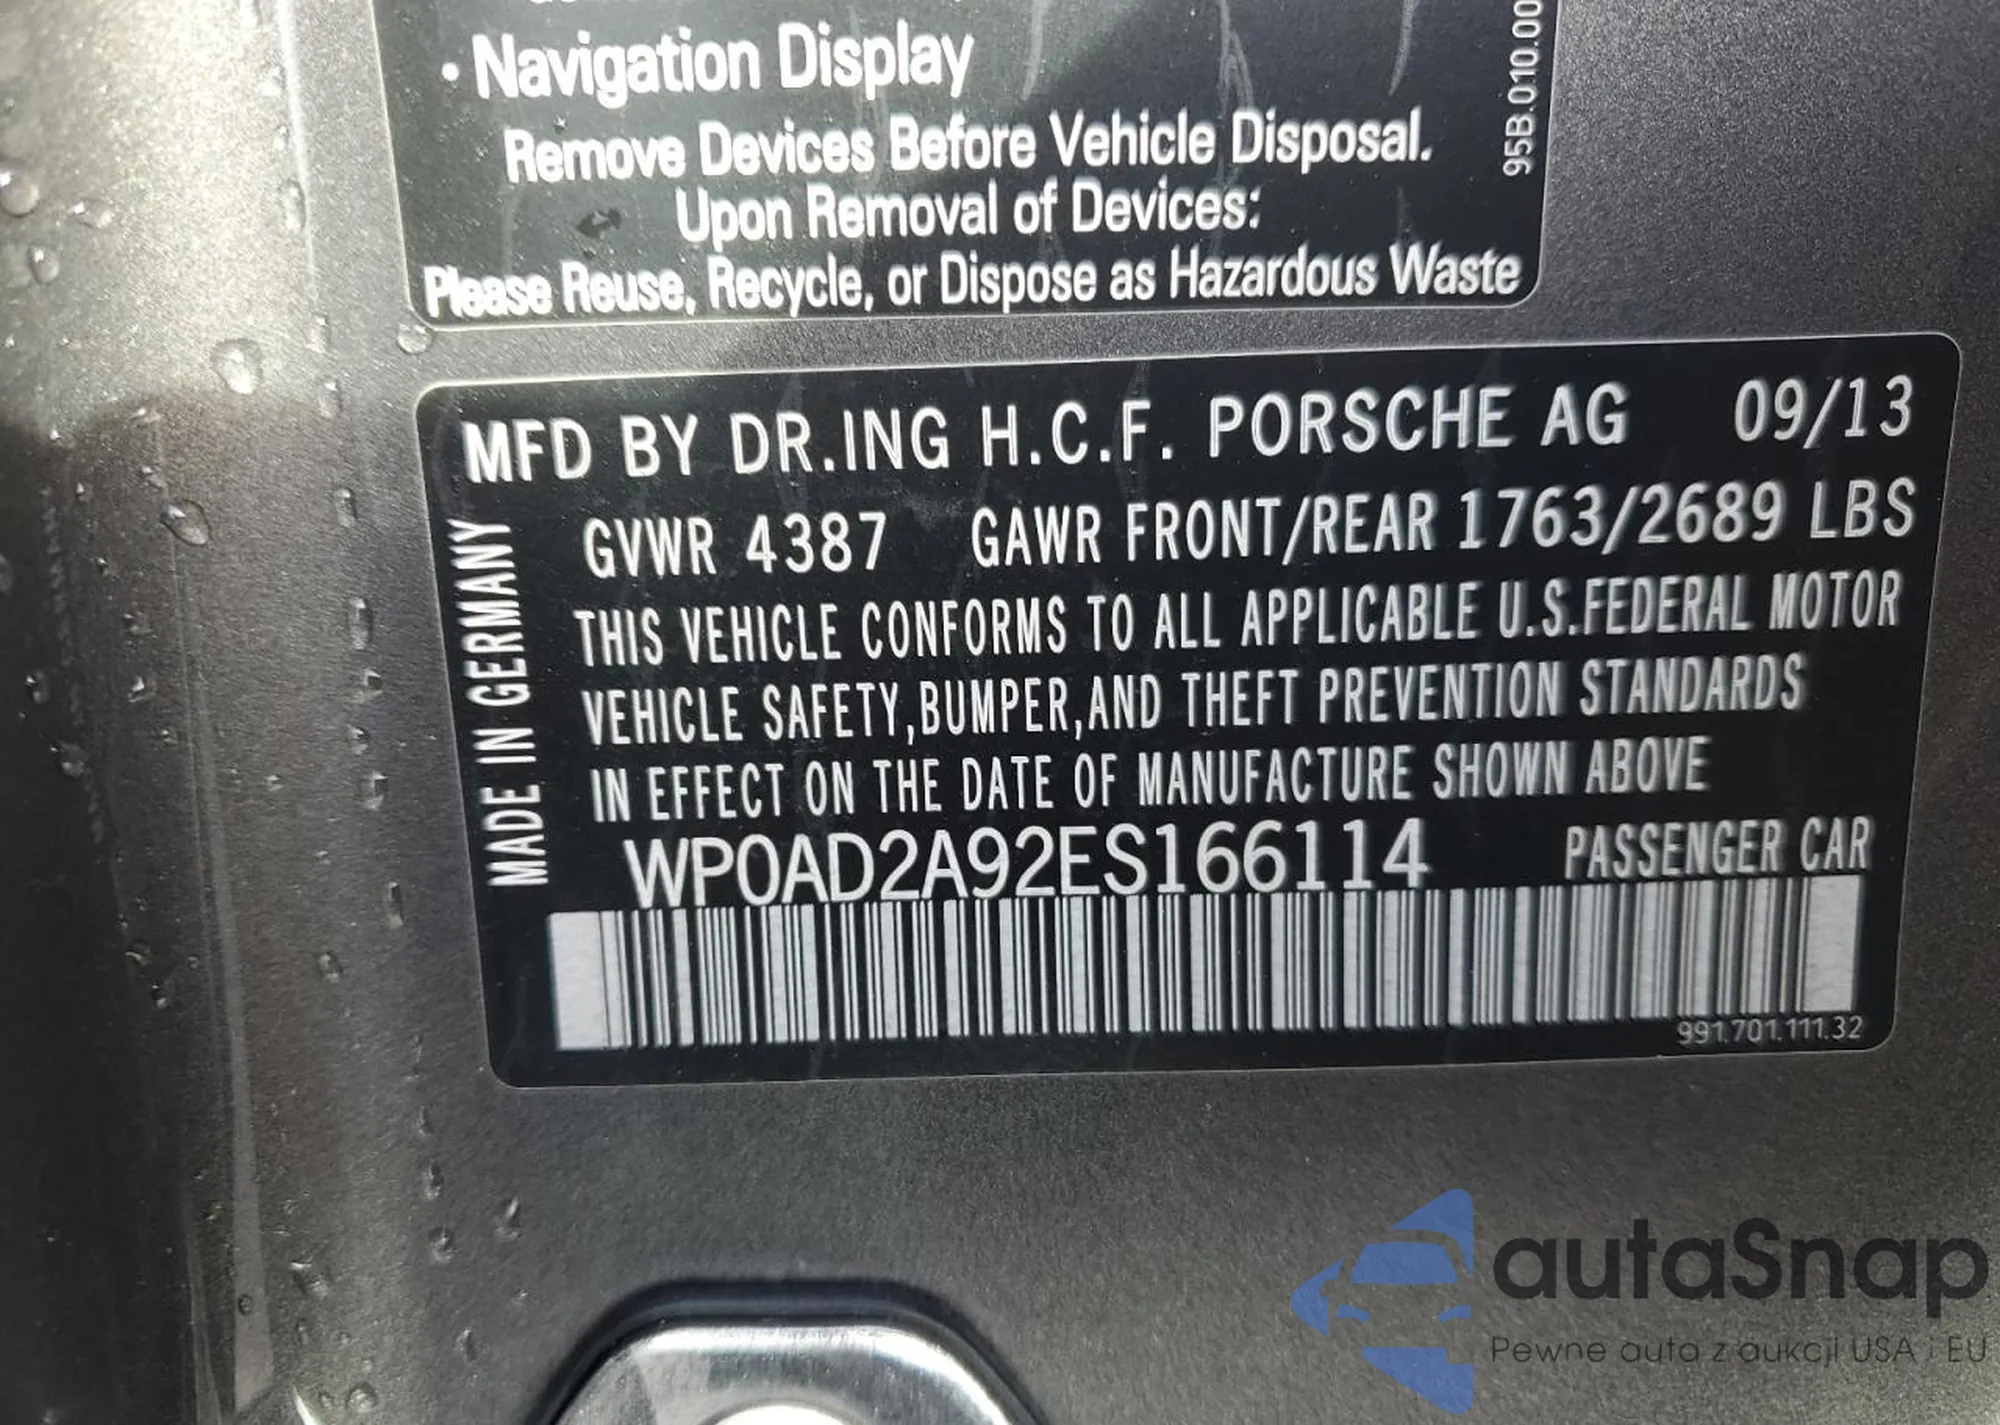 • Navigation Display
Remove Devices Before Vehicle Disposal.
Upon Removal of Devices:
Please Reuse, Recycle, or Dispose as Hazardous Waste
95B.010.00
MFD BY DR.ING H.C.F. PORSCHE AG 09/13
GVWR 4387 GAWR FRONT/REAR 1763/2689 LBS
THIS VEHICLE CONFORMS TO ALL APPLICABLE U.S.FEDERAL MOTOR
VEHICLE SAFETY,BUMPER,AND THEFT PREVENTION STANDARDS
IN EFFECT ON THE DATE OF MANUFACTURE SHOWN ABOVE
WP0AD2A92ES166114 PASSENGER CAR
MADE IN GERMANY
991.701.111.32
autaSnap
Pewne auta z aukcji USA i EU